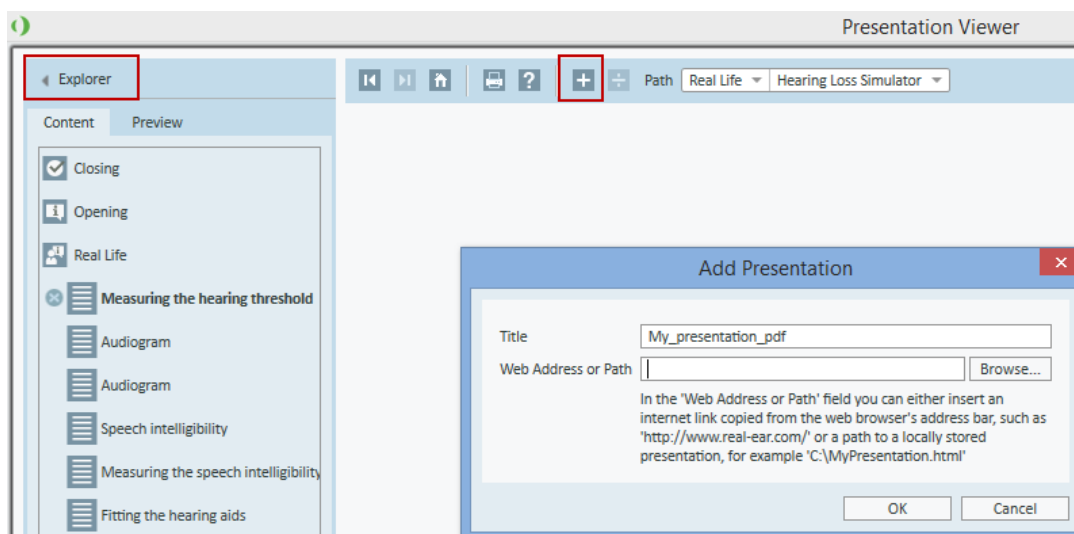 Presentation Viewer
Explorer
? + ÷ Path Real Life Hearing Loss Simulator
Content Preview
Closing
Opening
Real Life
Measuring the hearing threshold
Audiogram
Audiogram
Speech intelligibility
Measuring the speech intelligibility
Fitting the hearing aids
Add Presentation
Title My_presentation_pdf
Web Address or Path Browse...
In the 'Web Address or Path' field you can either insert an
internet link copied from the web browser's address bar, such as
'http://www.real-ear.com/' or a path to a locally stored
presentation, for example 'C:\MyPresentation.html'
OK Cancel